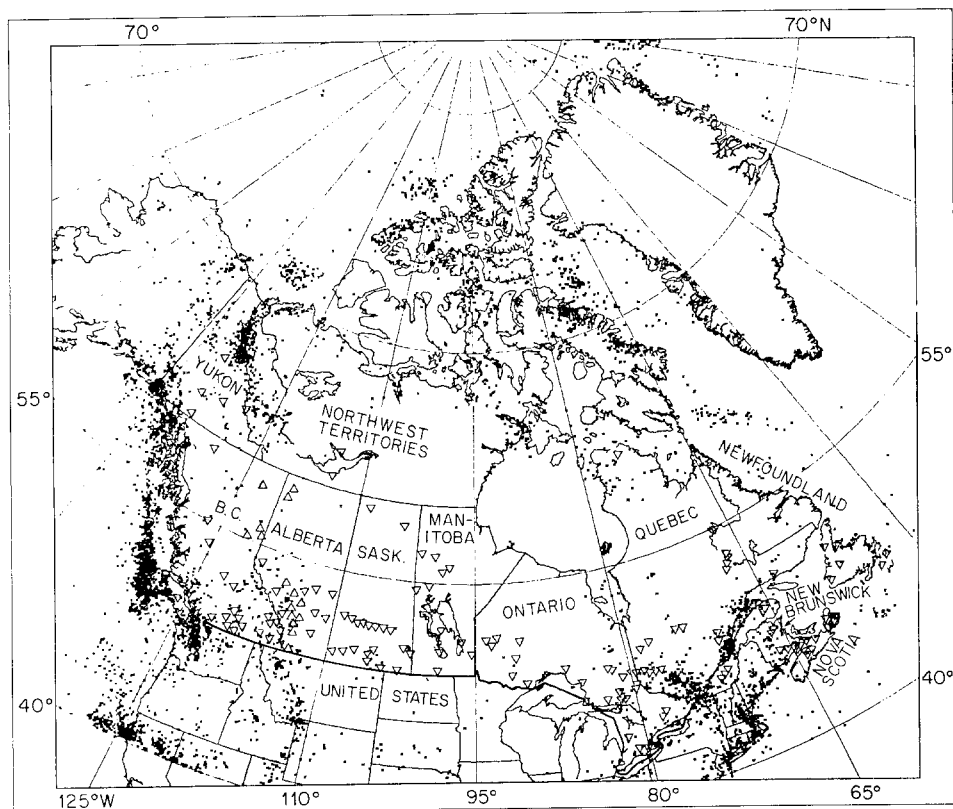 70°
70°N
55°
55°
YUKON
NORTHWEST
TERRITORIES
NEWFOUNDLAND
B.C.
ALBERTA
SASK.
MAN-
ITOBA
QUEBEC
ONTARIO
NEW
BRUNSWICK
NOVA
SCOTIA
UNITED STATES
40°
40°
125°W
110°
95°
80°
65°